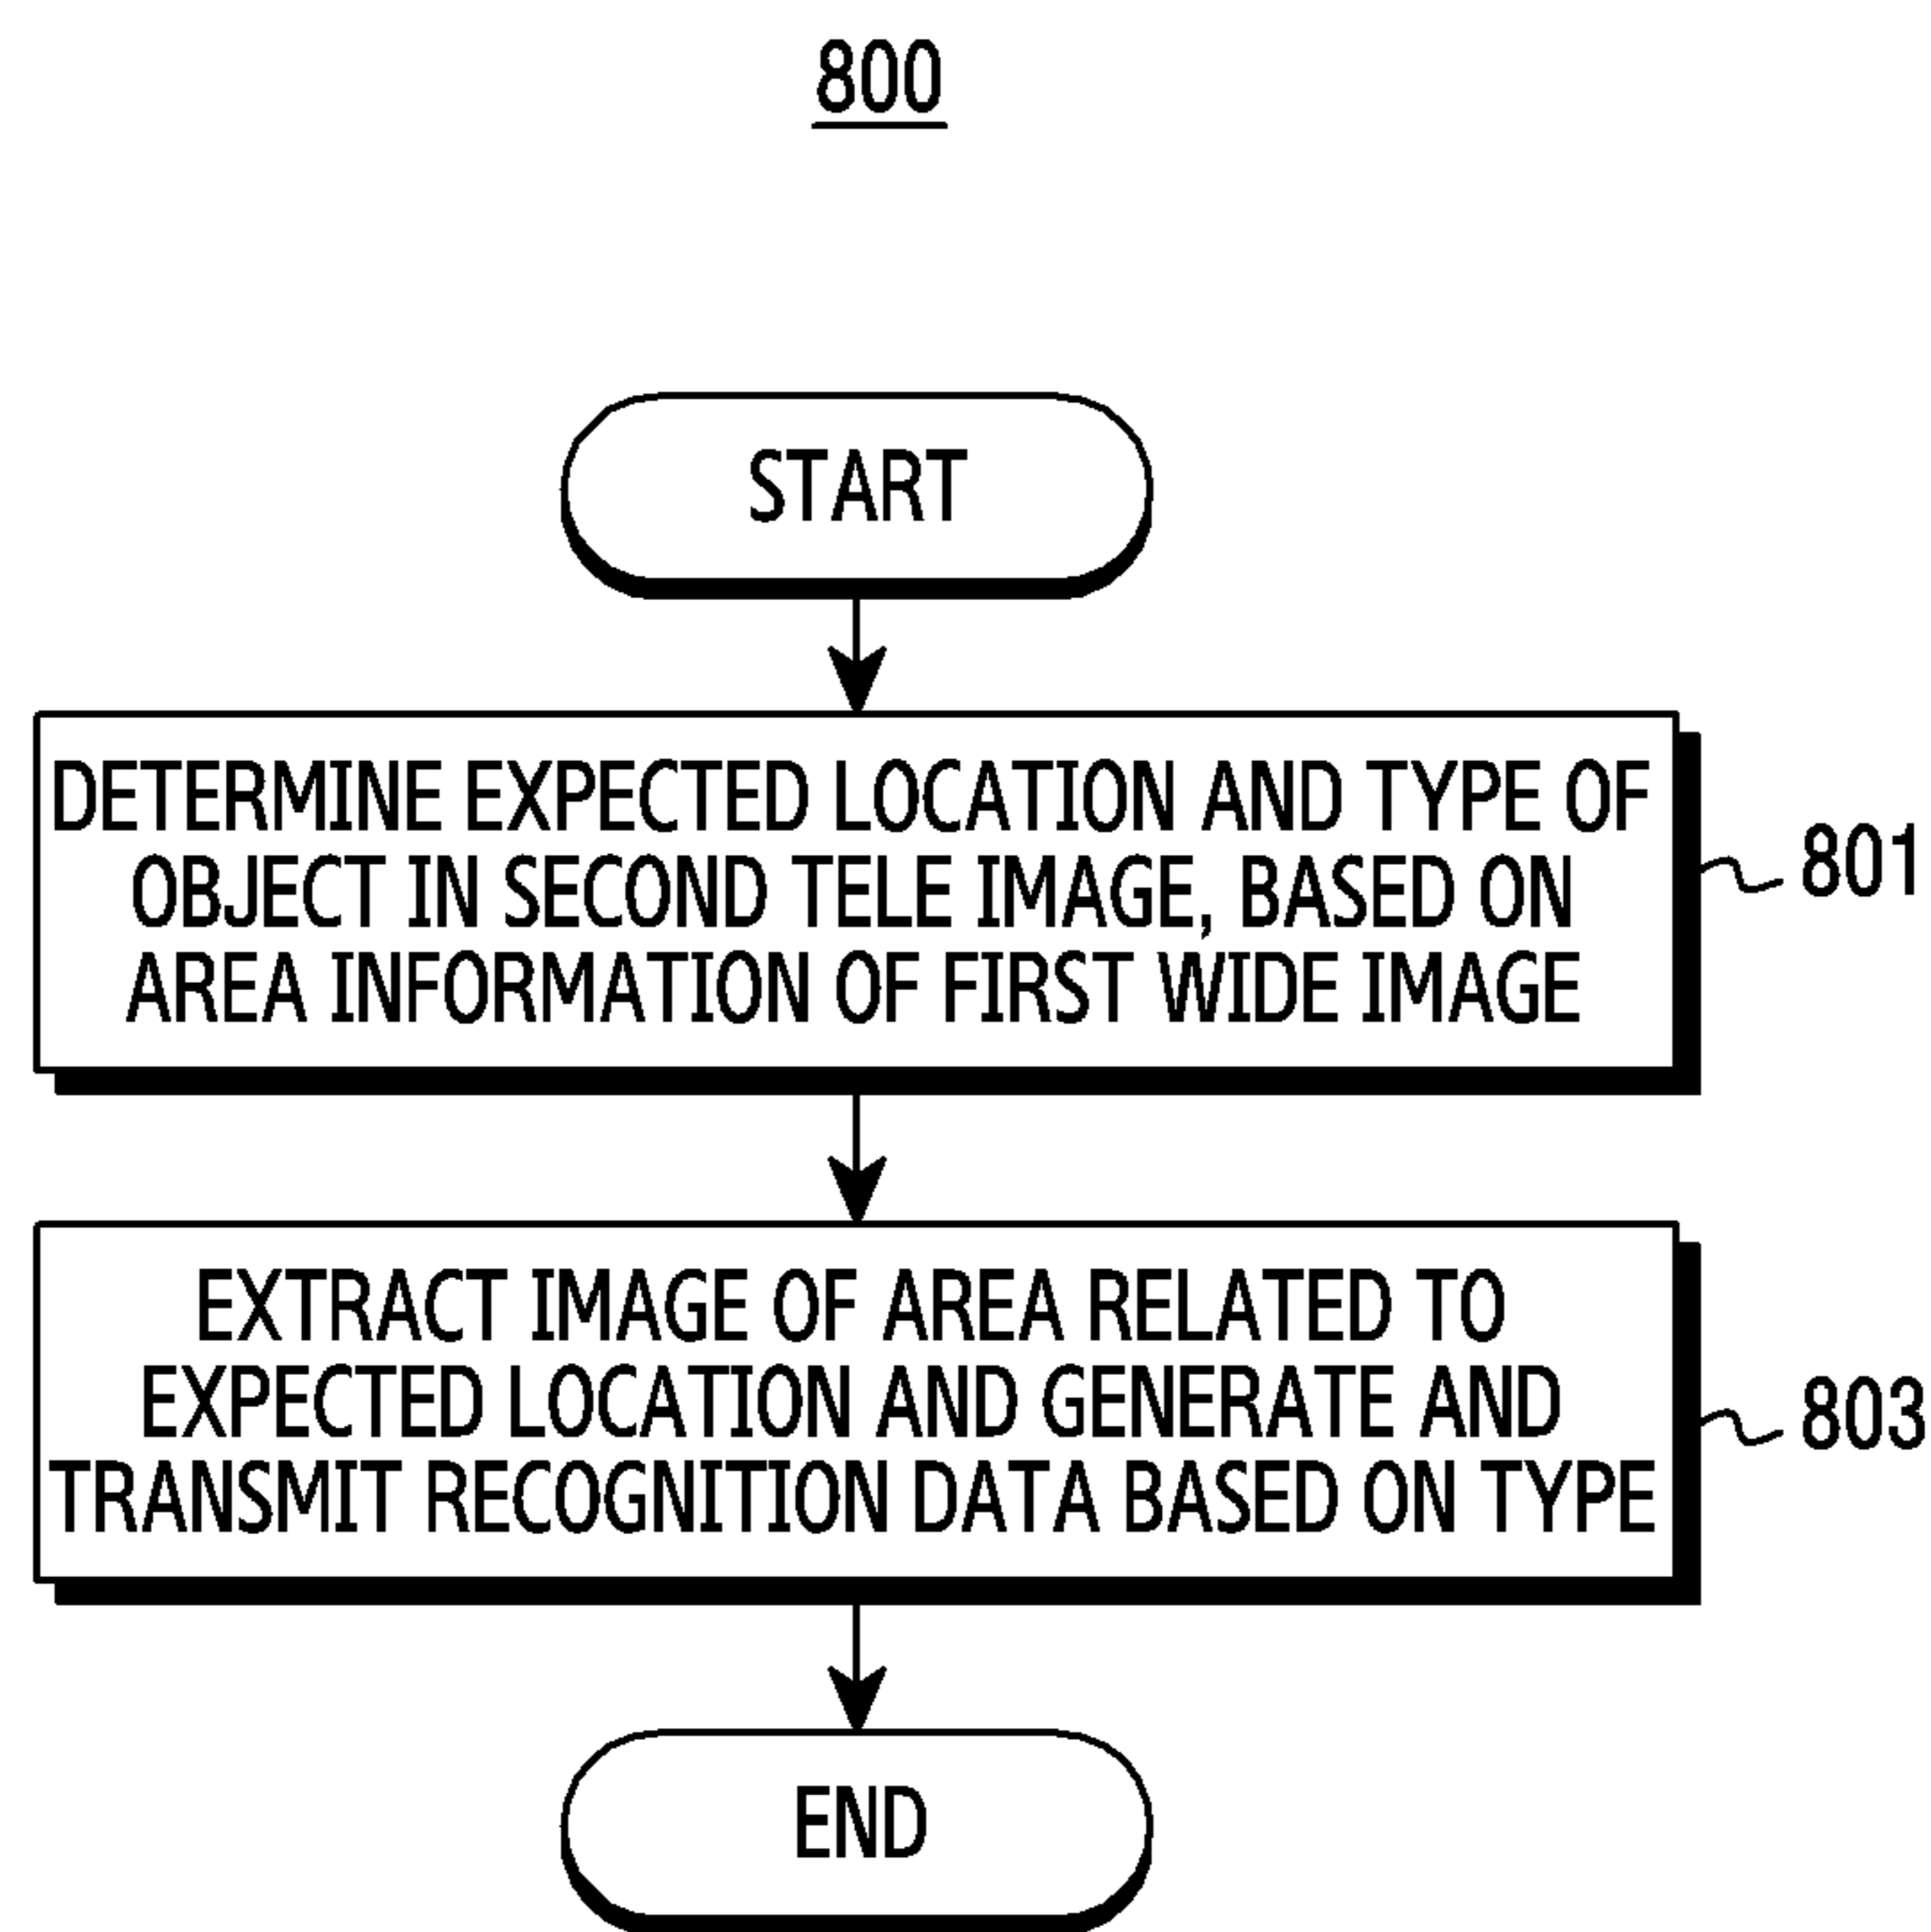 800
START
DETERMINE EXPECTED LOCATION AND TYPE OF
OBJECT IN SECOND TELE IMAGE, BASED ON
AREA INFORMATION OF FIRST WIDE IMAGE
801
EXTRACT IMAGE OF AREA RELATED TO
EXPECTED LOCATION AND GENERATE AND
TRANSMIT RECOGNITION DATA BASED ON TYPE
803
END